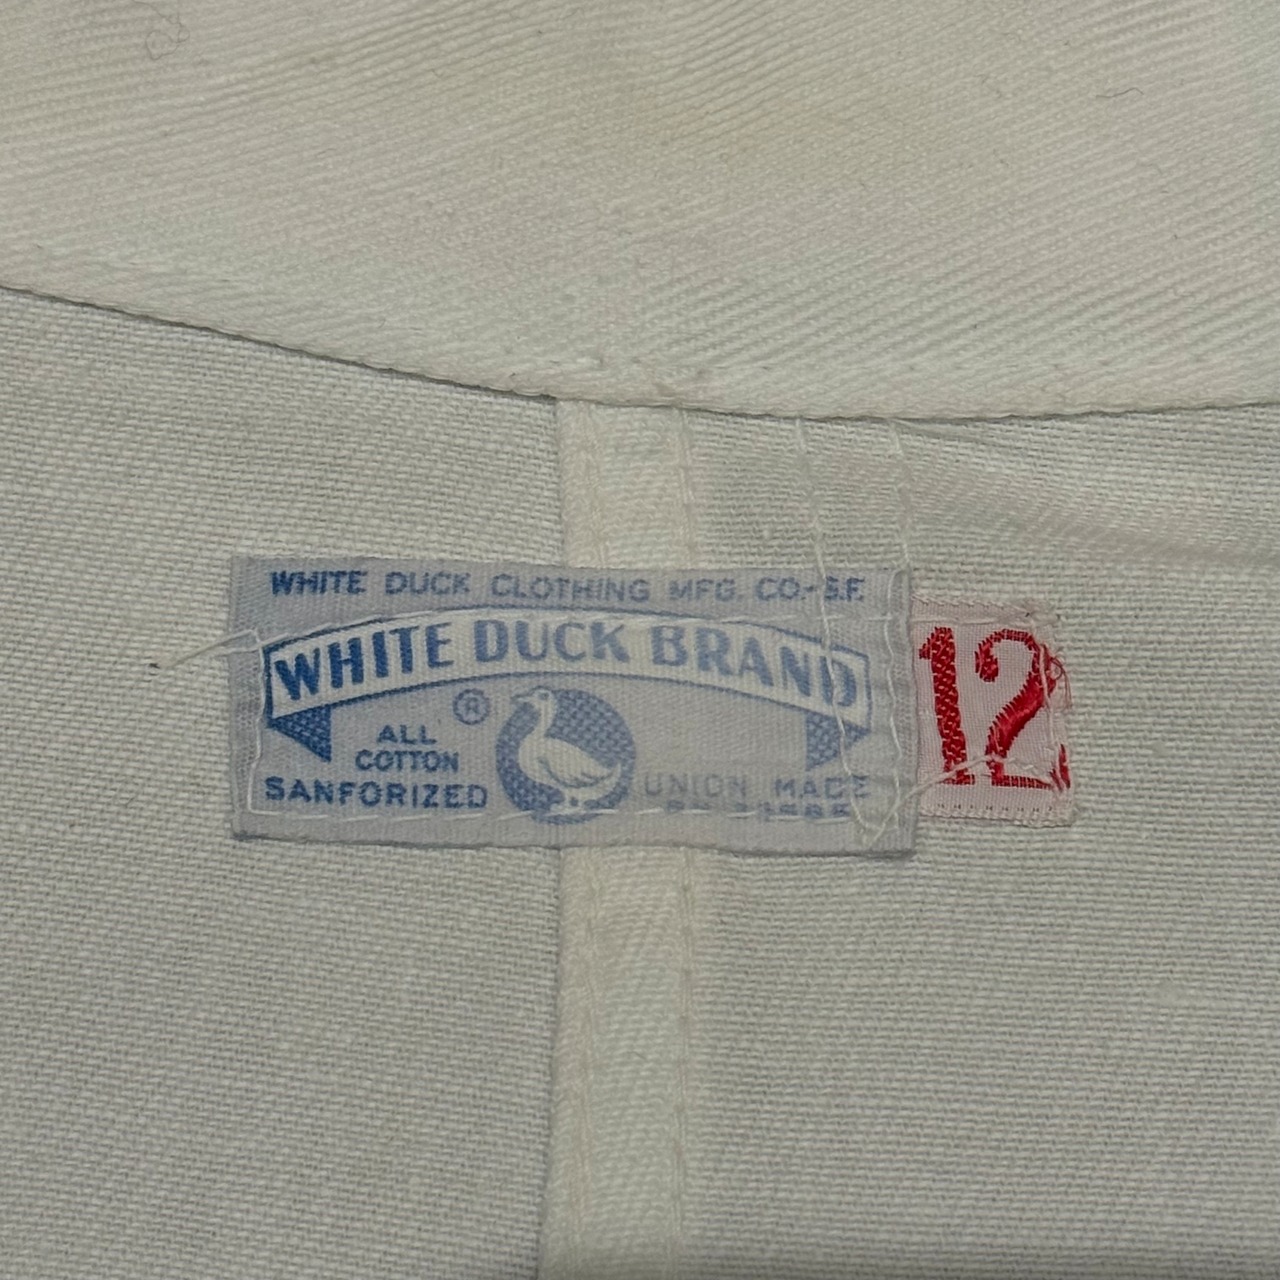 WHITE DUCK CLOTHING MFG. CO.-S.F.
WHITE DUCK BRAND
®
ALL
COTTON
SANFORIZED
UNION MADE
12